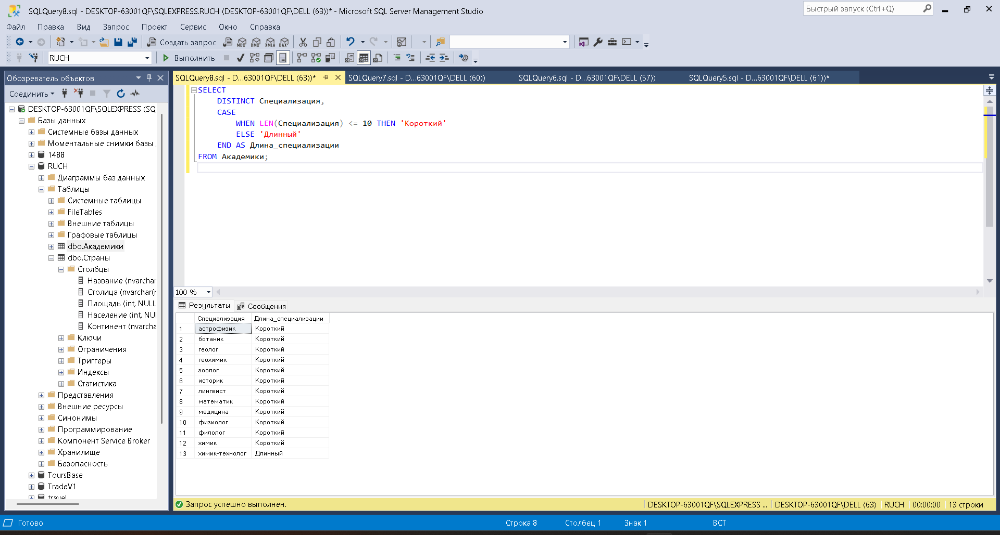 SQLQuery8.sql - DESKTOP-63001QF\SQLEXPRESS.RUCH (DESKTOP-63001QF\DELL (63))* - Microsoft SQL Server Management Studio
Быстрый запуск (Ctrl+Q)
Файл Правка Вид Запрос Проект Сервис Окно Справка
Создать запрос MDX DMX XMLA DAX
RUCH Выполнить
Обозреватель объектов
Соединить
DESKTOP-63001QF\SQLEXPRESS (SQ
Базы данных
Системные базы данных
Моментальные снимки базы
1488
RUCH
Диаграммы баз данных
Таблицы
Системные таблицы
FileTables
Внешние таблицы
Графовые таблицы
dbo.Академики
dbo.Страны
Столбцы
Название (nvarchar
Столица (nvarchar(
Площадь (int, NULL
Население (int, NUL
Континент (nvarcha
Ключи
Ограничения
Триггеры
Индексы
Статистика
Представления
Внешние ресурсы
Синонимы
Программирование
Компонент Service Broker
Хранилище
Безопасность
ToursBase
TradeV1
travel
SQLQuery8.sql - D...63001QF\DELL (63))* SQLQuery7.sql - D...63001QF\DELL (60)) SQLQuery6.sql - D...63001QF\DELL (57)) SQLQuery5.sql - D...63001QF\DELL (61))*
SELECT
DISTINCT Специализация,
CASE
WHEN LEN(Специализация) <= 10 THEN 'Короткий'
ELSE 'Длинный'
END AS Длина_специализации
FROM Академики;
100 %
Результаты Сообщения
Специализация Длина_специализации
1 астрофизик Короткий
2 ботаник Короткий
3 геолог Короткий
4 геохимик Короткий
5 зоолог Короткий
6 историк Короткий
7 лингвист Короткий
8 математик Короткий
9 медицина Короткий
10 физиолог Короткий
11 филолог Короткий
12 химик Короткий
13 химик-технолог Длинный
Запрос успешно выполнен. DESKTOP-63001QF\SQLEXPRESS ... DESKTOP-63001QF\DELL (63) RUCH 00:00:00 13 строки
Готово Строка 8 Столбец 1 Знак 1 ВСТ